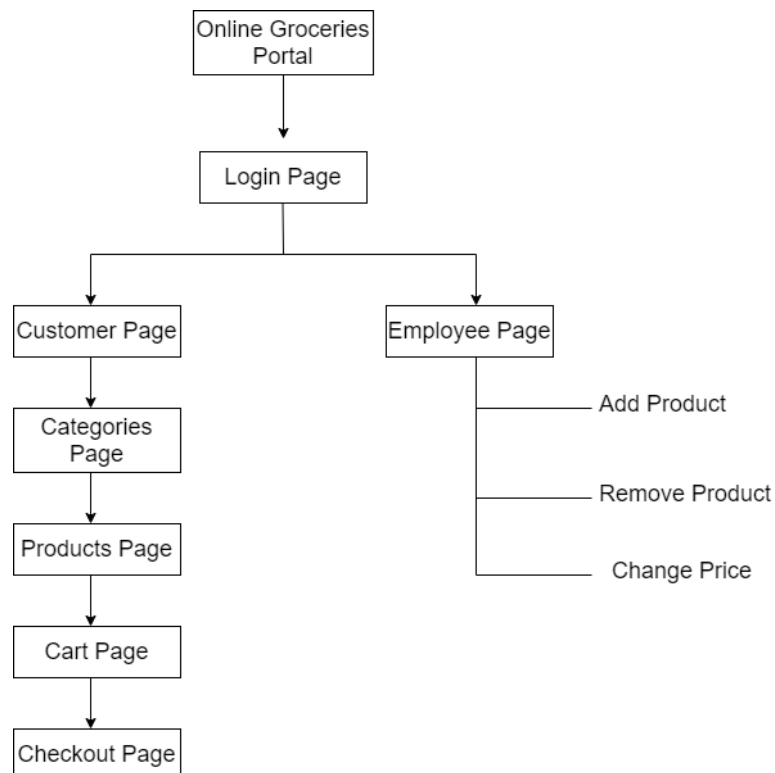 Online Groceries
Portal
Login Page
Customer Page
Employee Page
Categories
Page
Add Product
Remove Product
Products Page
Change Price
Cart Page
Checkout Page